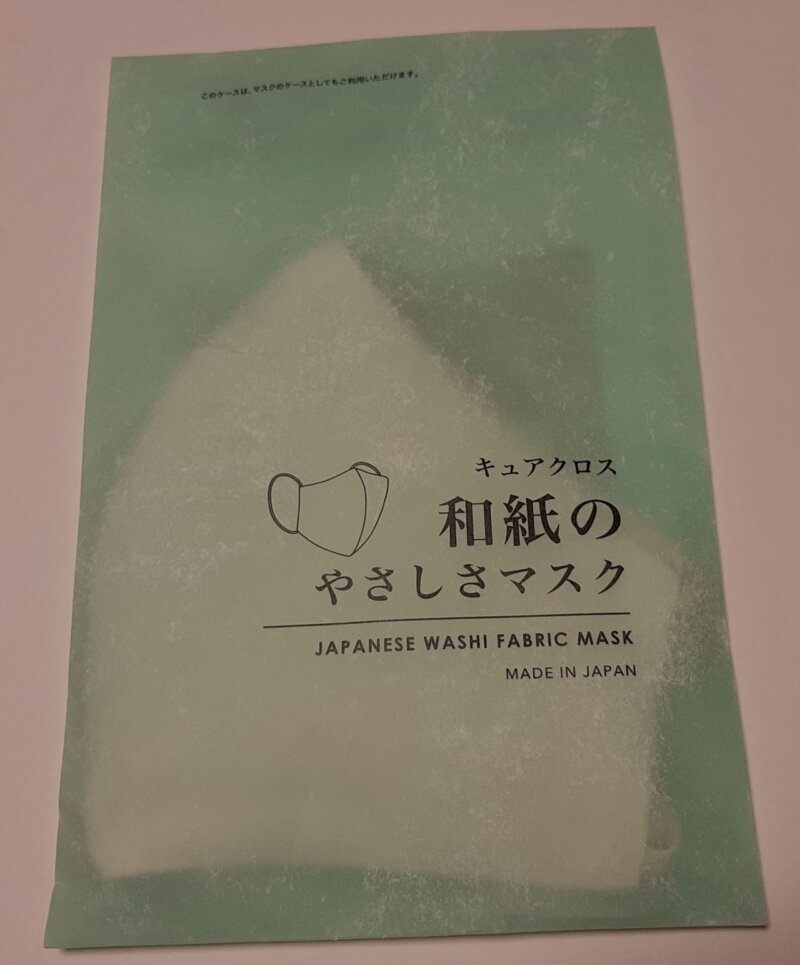 このケースは、マスクのケースとしてもご利用いただけます。
キュアクロス
和紙の
やさしさマスク
JAPANESE WASHI FABRIC MASK
MADE IN JAPAN